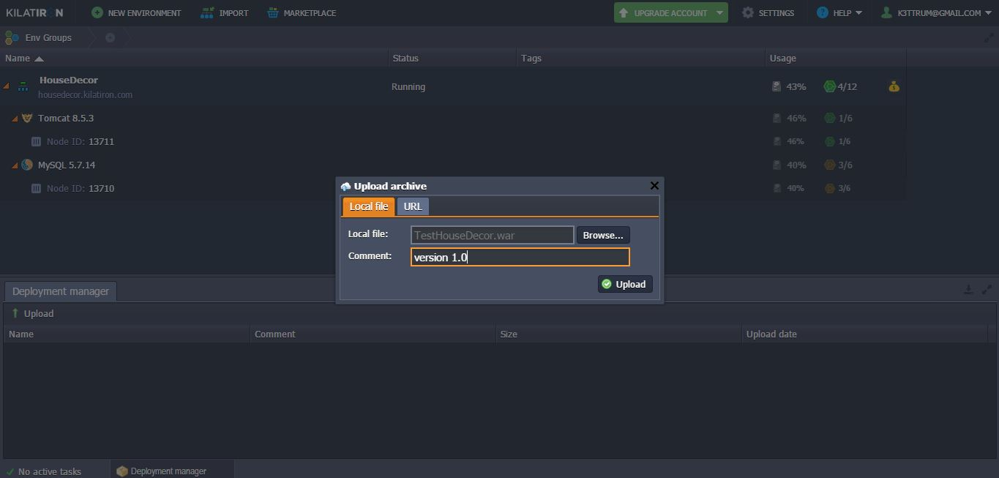 KILATIRON NEW ENVIRONMENT IMPORT MARKETPLACE UPGRADE ACCOUNT SETTINGS HELP K3TTRUM@GMAIL.COM
Env Groups
Name Status Tags Usage
HouseDecor
housedecor.kilatiron.com
Running 43% 4/12
Tomcat 8.5.3 46% 1/6
Node ID: 13711 46% 1/6
MySQL 5.7.14 40% 3/6
Node ID: 13710 40% 3/6
Upload archive
Local file URL
Local file: TestHouseDecor.war Browse...
Comment: version 1.0
Upload
Deployment manager
Upload
Name Comment Size Upload date
No active tasks Deployment manager